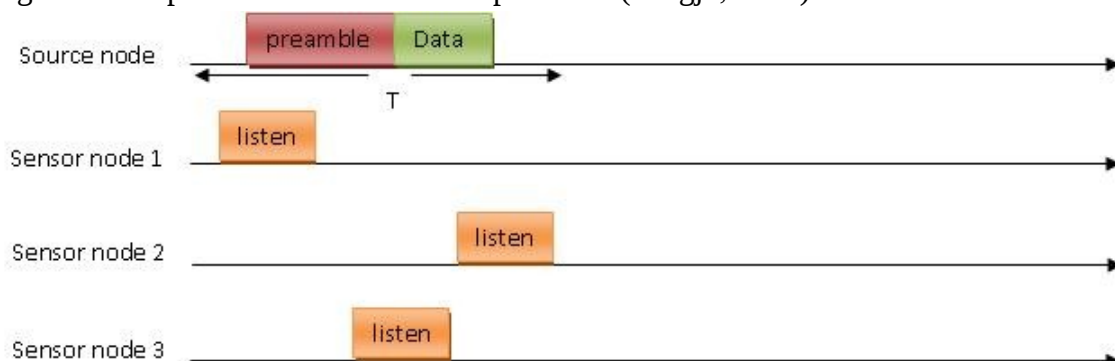 preamble Data
Source node
T
listen
Sensor node 1
listen
Sensor node 2
listen
Sensor node 3